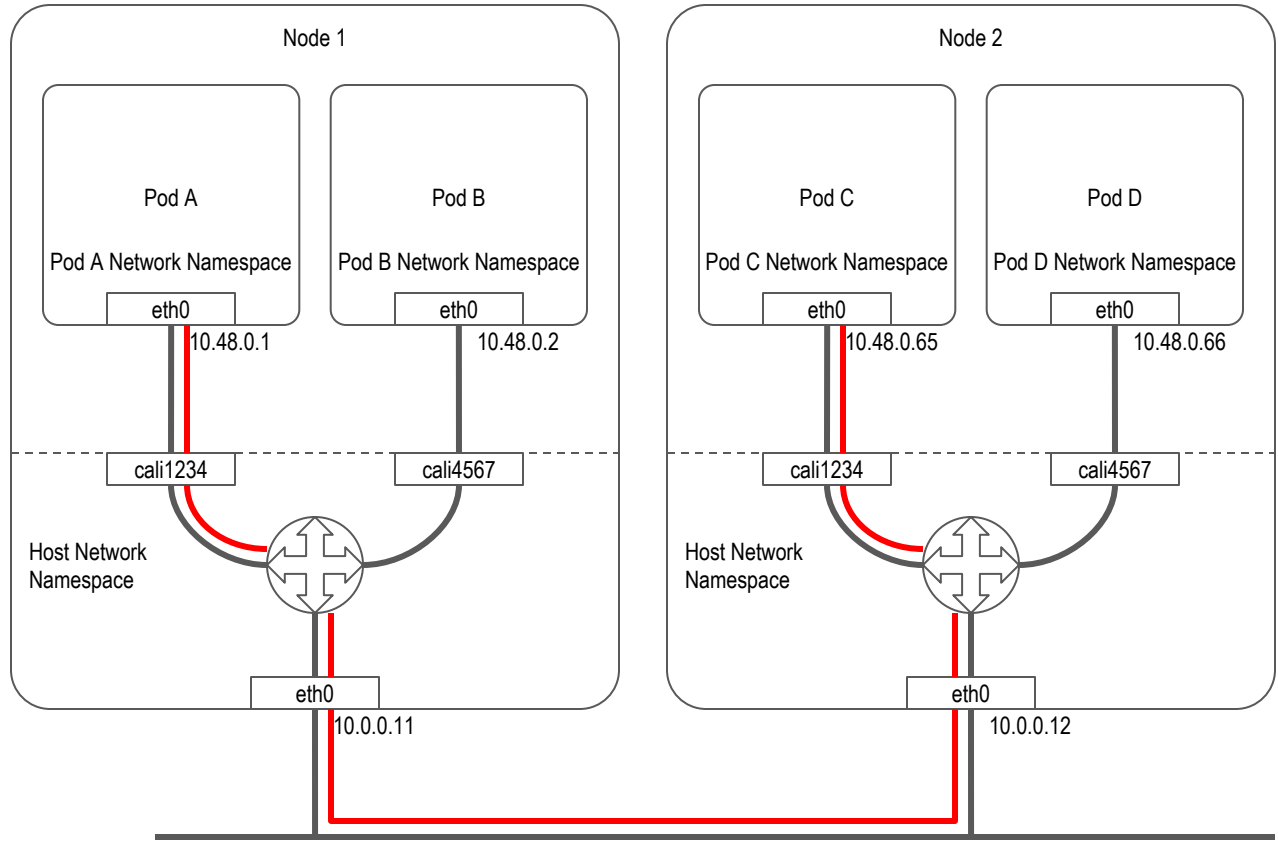 Node 1
Pod A
Pod A Network Namespace
eth0
10.48.0.1
Pod B
Pod B Network Namespace
eth0
10.48.0.2
cali1234
cali4567
Host Network
Namespace
eth0
10.0.0.11
Node 2
Pod C
Pod C Network Namespace
eth0
10.48.0.65
Pod D
Pod D Network Namespace
eth0
10.48.0.66
cali1234
cali4567
Host Network
Namespace
eth0
10.0.0.12